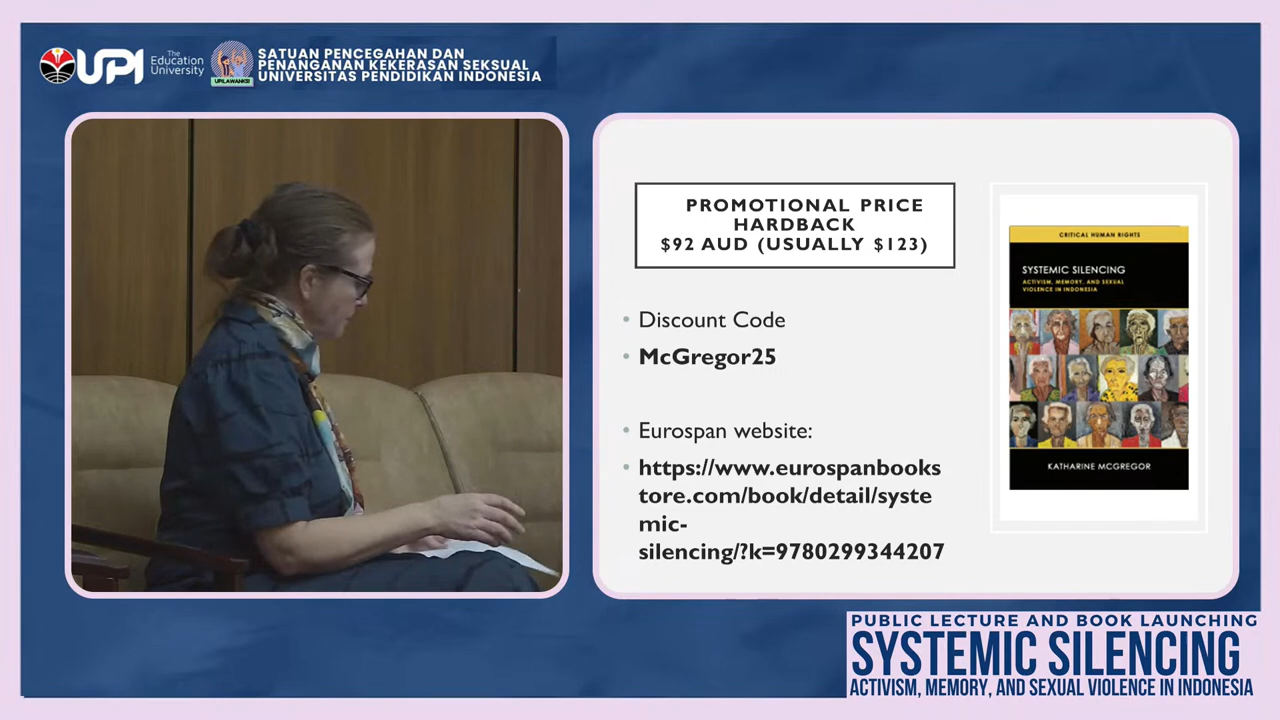 UPI
The
Education
University
UPILAWANKS!
SATUAN PENCEGAHAN DAN
PENANGANAN KEKERASAN SEKSUAL
UNIVERSITAS PENDIDIKAN INDONESIA
PROMOTIONAL PRICE
HARDBACK
$92 AUD (USUALLY $123)
• Discount Code
• McGregor25
• Eurospan website:
• https://www.eurospanbooks
tore.com/book/detail/syste
mic-
silencing/?k=9780299344207
CRITICAL HUMAN RIGHTS
SYSTEMIC SILENCING
ACTIVISM, MEMORY, AND SEXUAL
VIOLENCE IN INDONESIA
KATHARINE MCGREGOR
PUBLIC LECTURE AND BOOK LAUNCHING
SYSTEMIC SILENCING
ACTIVISM, MEMORY, AND SEXUAL VIOLENCE IN INDONESIA